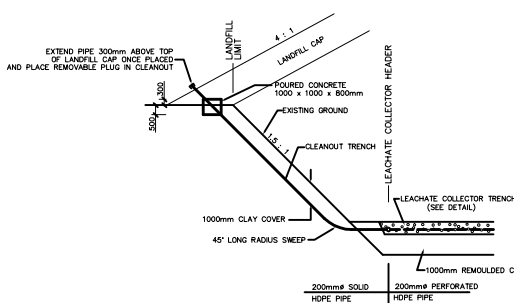 EXTEND PIPE 300mm ABOVE TOP
OF LANDFILL CAP ONCE PLACED
AND PLACE REMOVABLE PLUG IN CLEANOUT
LANDFILL
LIMIT
4 : 1
LANDFILL CAP
POURED CONCRETE
1000 x 1000 x 800mm
300
500
EXISTING GROUND
1.5 : 1
CLEANOUT TRENCH
LEACHATE COLLECTOR HEADER
LEACHATE COLLECTOR TRENCH
(SEE DETAIL)
1000mm CLAY COVER
45° LONG RADIUS SWEEP
1000mm REMOULDED C
200mmø SOLID
HDPE PIPE
200mmø PERFORATED
HDPE PIPE